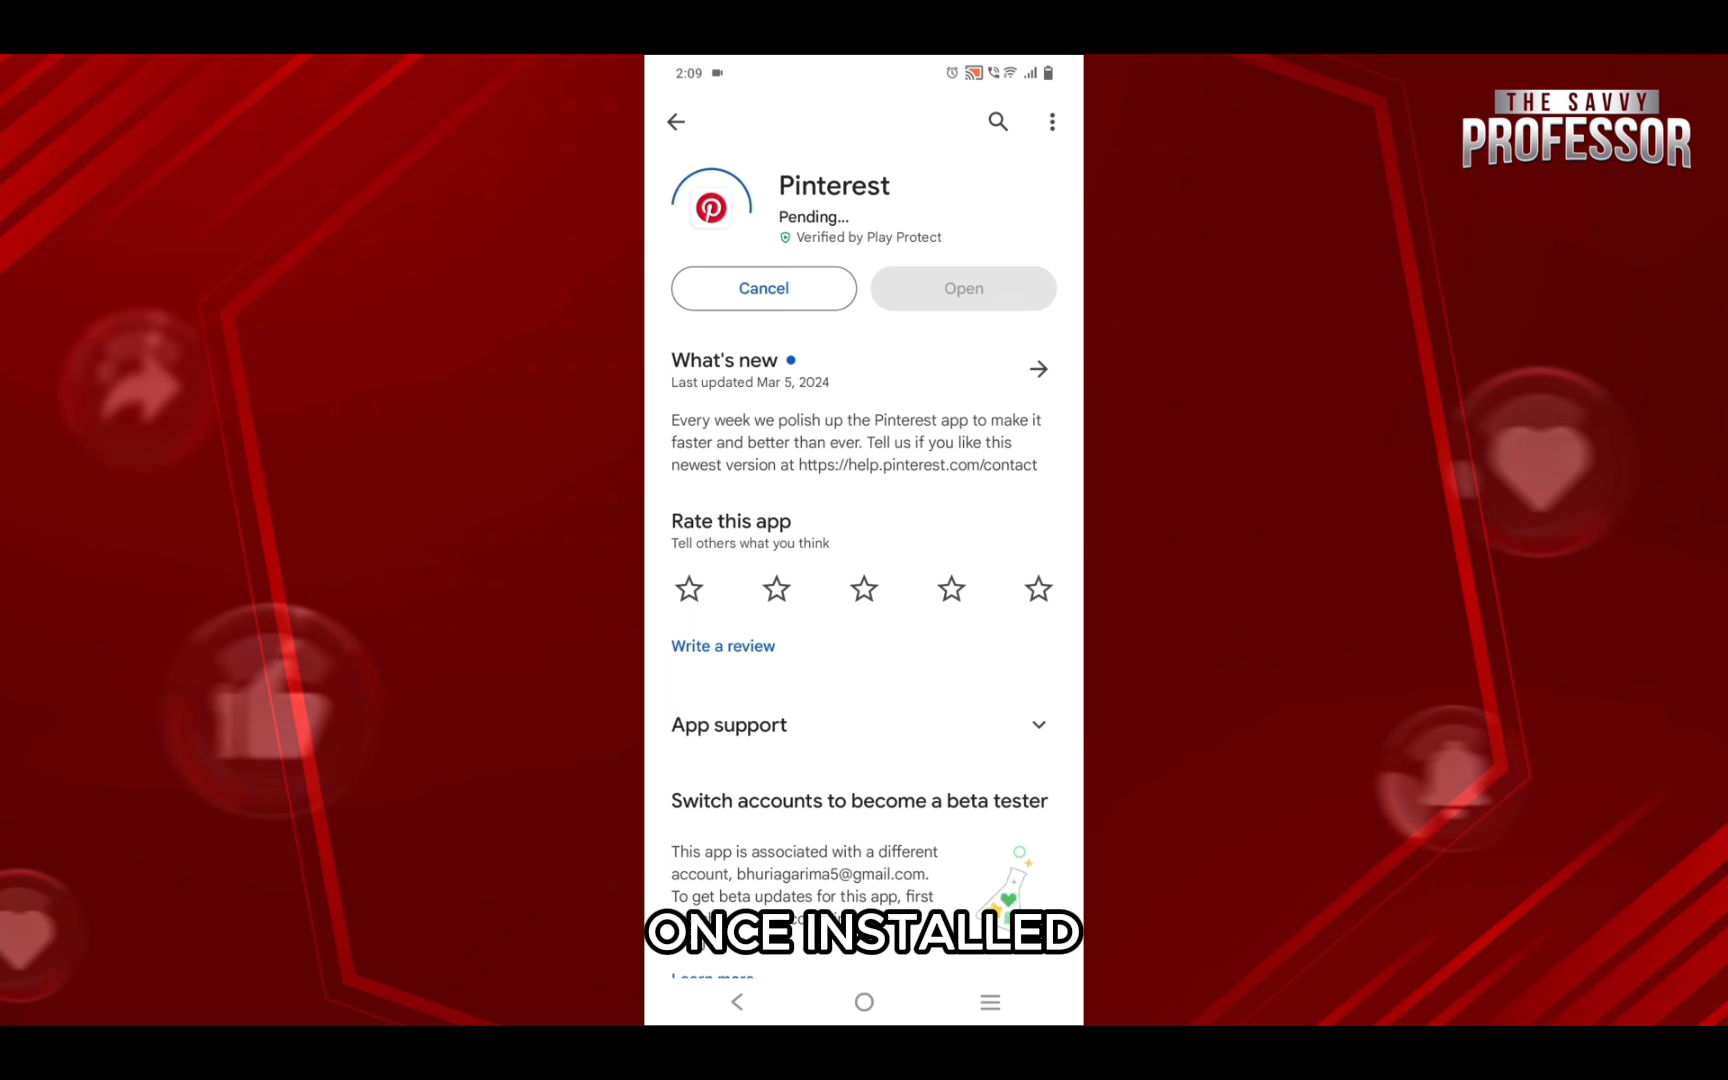 2:09
THE SAVVY
PROFESSOR
Pinterest
Pending...
Verified by Play Protect
Cancel
Open
What's new
Last updated Mar 5, 2024
Every week we polish up the Pinterest app to make it
faster and better than ever. Tell us if you like this
newest version at https://help.pinterest.com/contact
Rate this app
Tell others what you think
Write a review
App support
Switch accounts to become a beta tester
This app is associated with a different
account, bhuriagarima5@gmail.com.
To get beta updates for this app, first
ONCE INSTALLED
Learn more